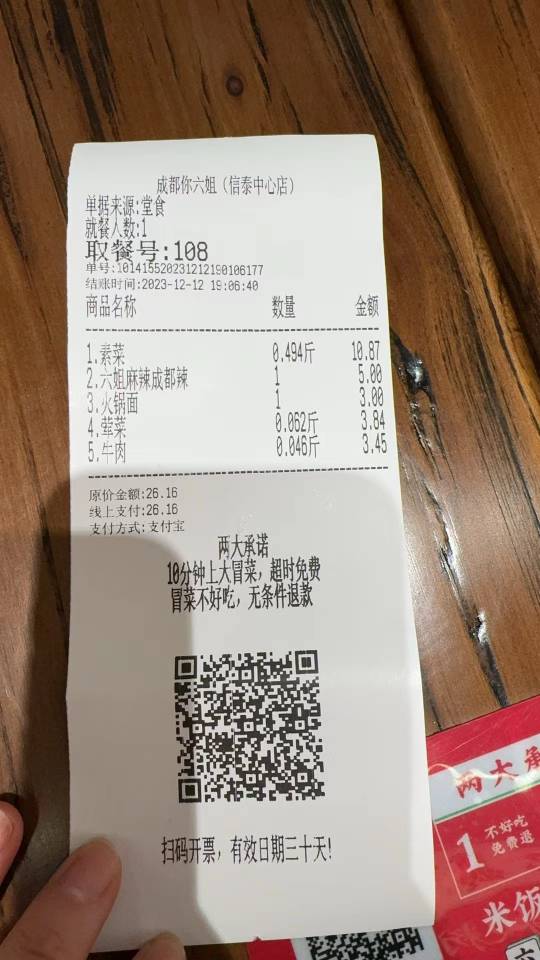 成都你六姐（信泰中心店）
单据来源:堂食
就餐人数:1
取餐号:108
单号:10141552023121219010617​7
结账时间:2023-12-12 19:06:40
商品名称 数量 金额
1.素菜 0.494斤 10.87
2.六姐麻辣成都辣 1 5.00
3.火锅面 1 3.00
4.荤菜 0.062斤 3.84
5.牛肉 0.046斤 3.45
原价金额:26.16
线上支付:26.16
支付方式:支付宝
两大承诺
10分钟上大冒菜，超时免费
冒菜不好吃，无条件退款
扫码开票，有效日期三十天!
两大承
1 不好吃
免费退
米饭